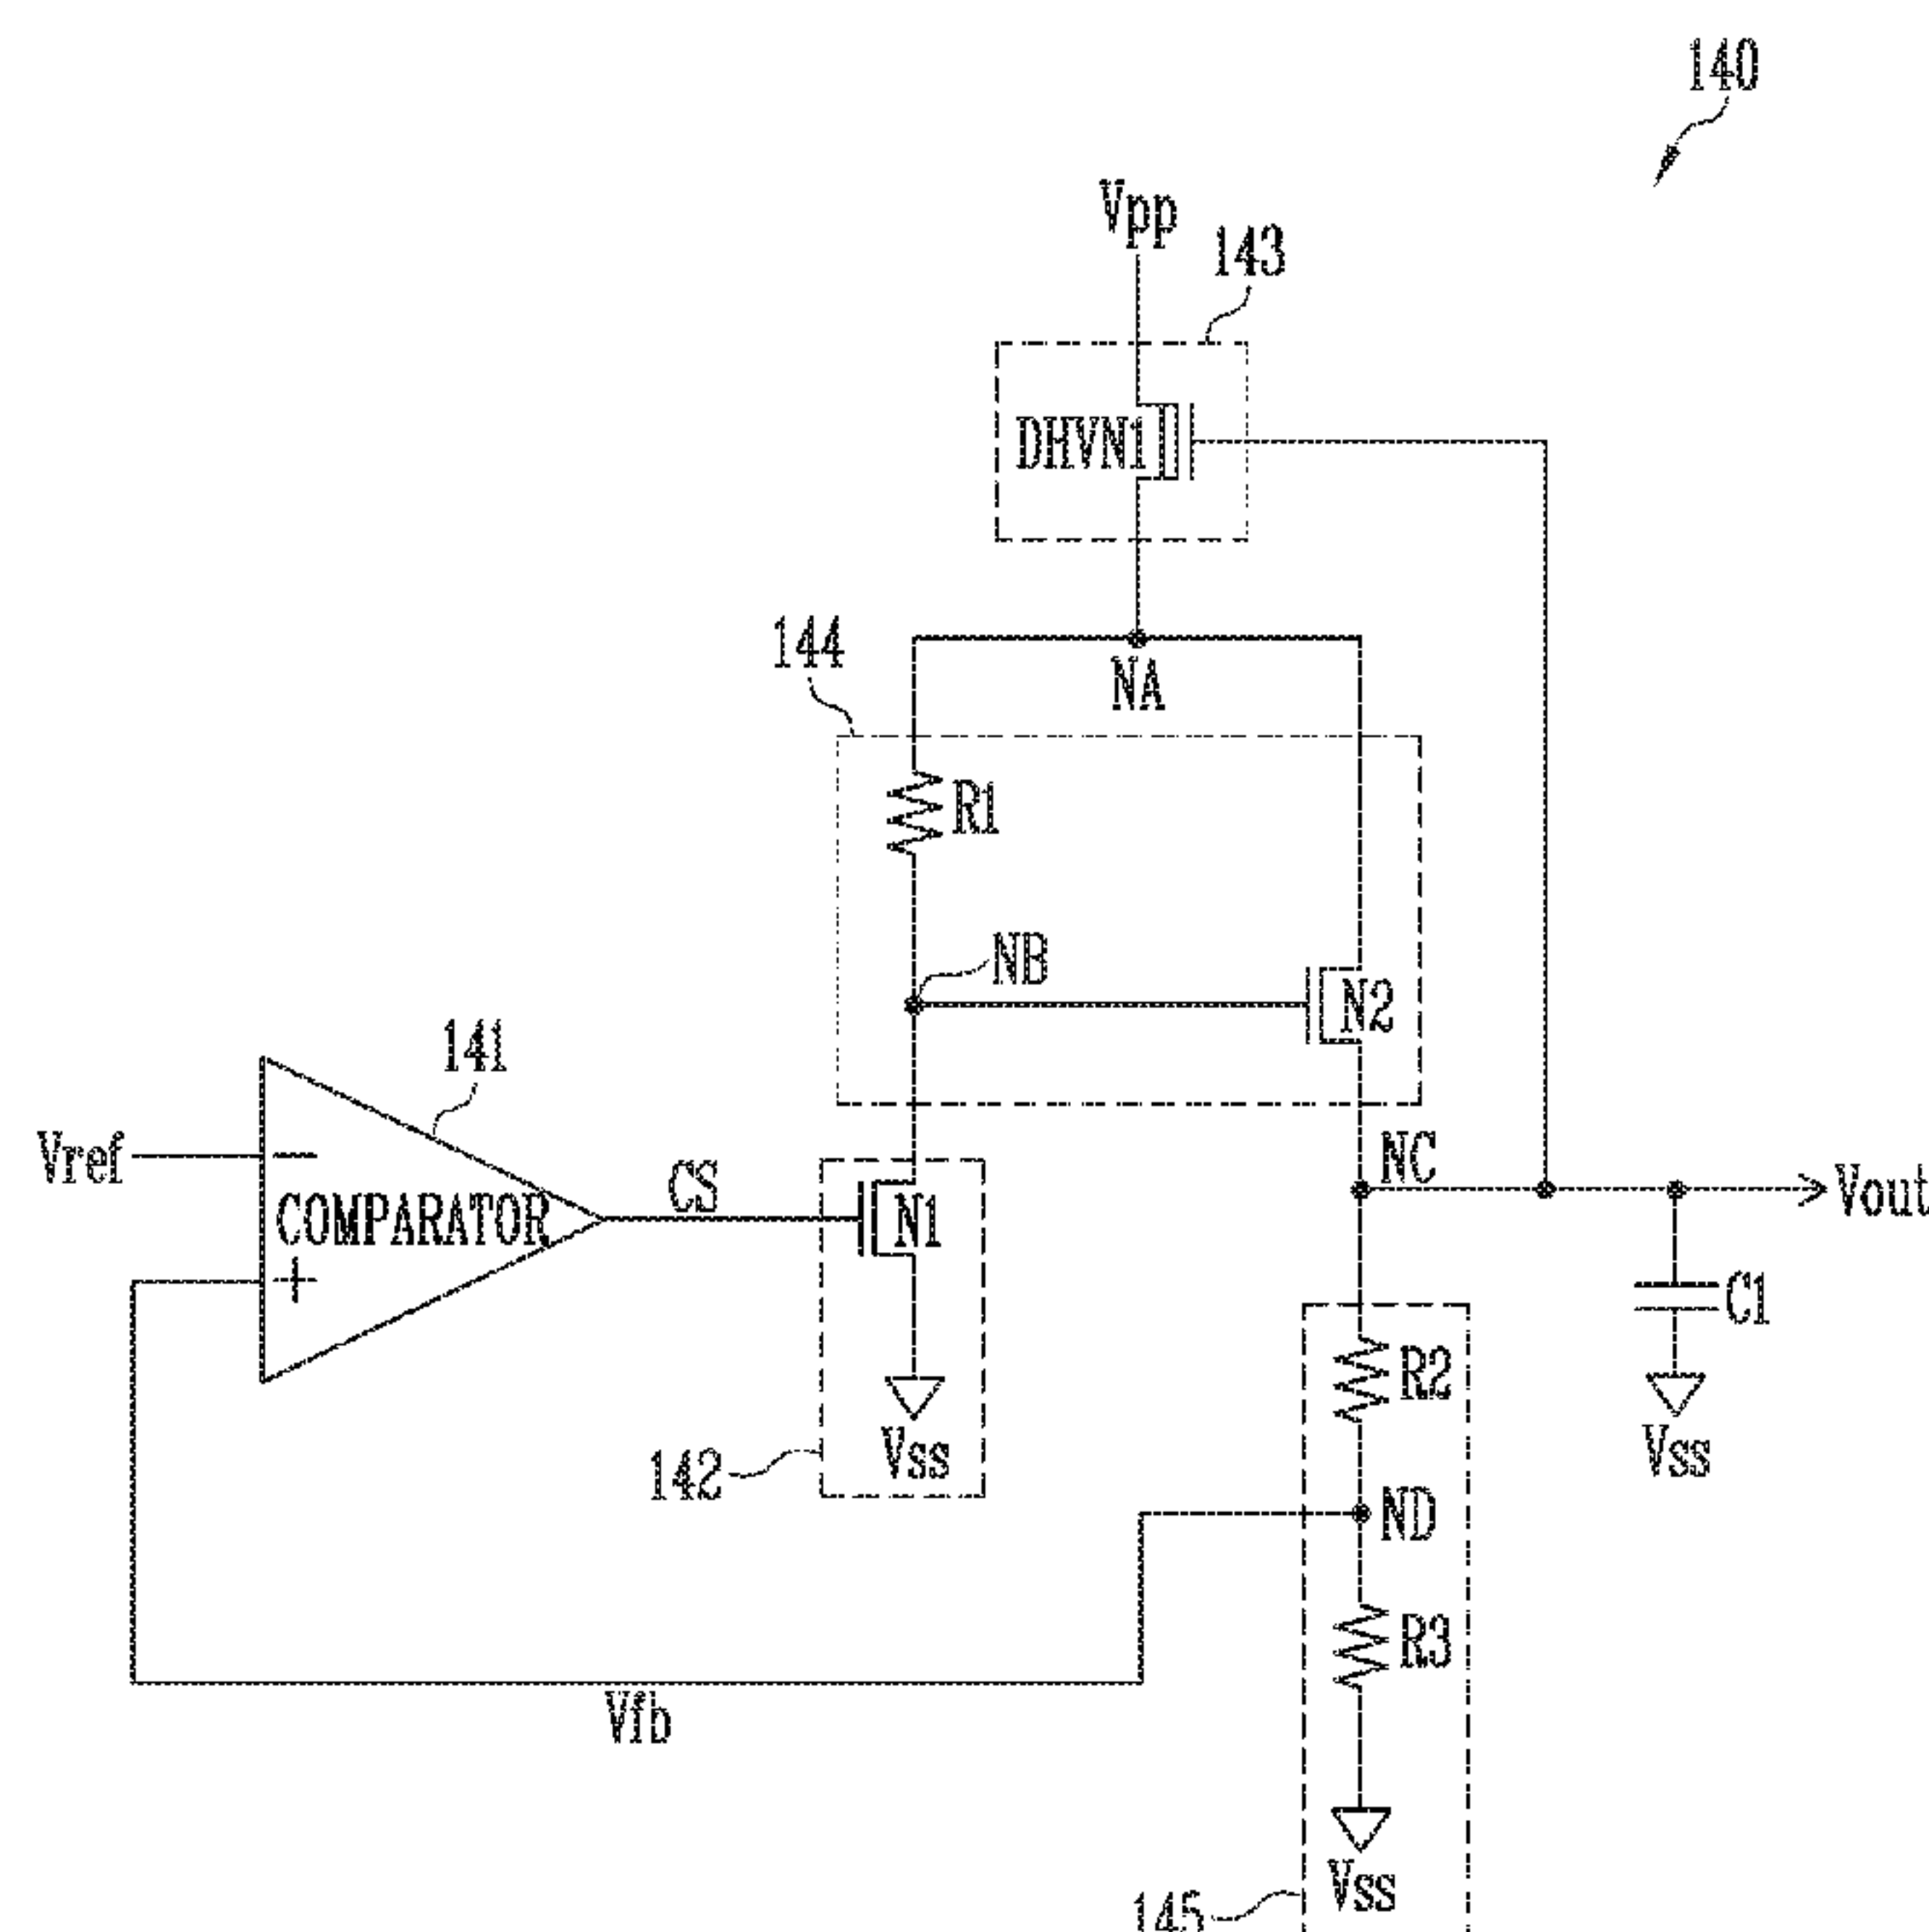 140
Vpp
143
DHVN1
144
NA
R1
NB
N2
141
Vref
COMPARATOR
CS
N1
NC
Vout
C1
R2
Vss
Vss
142
ND
R3
Vfb
Vss
145